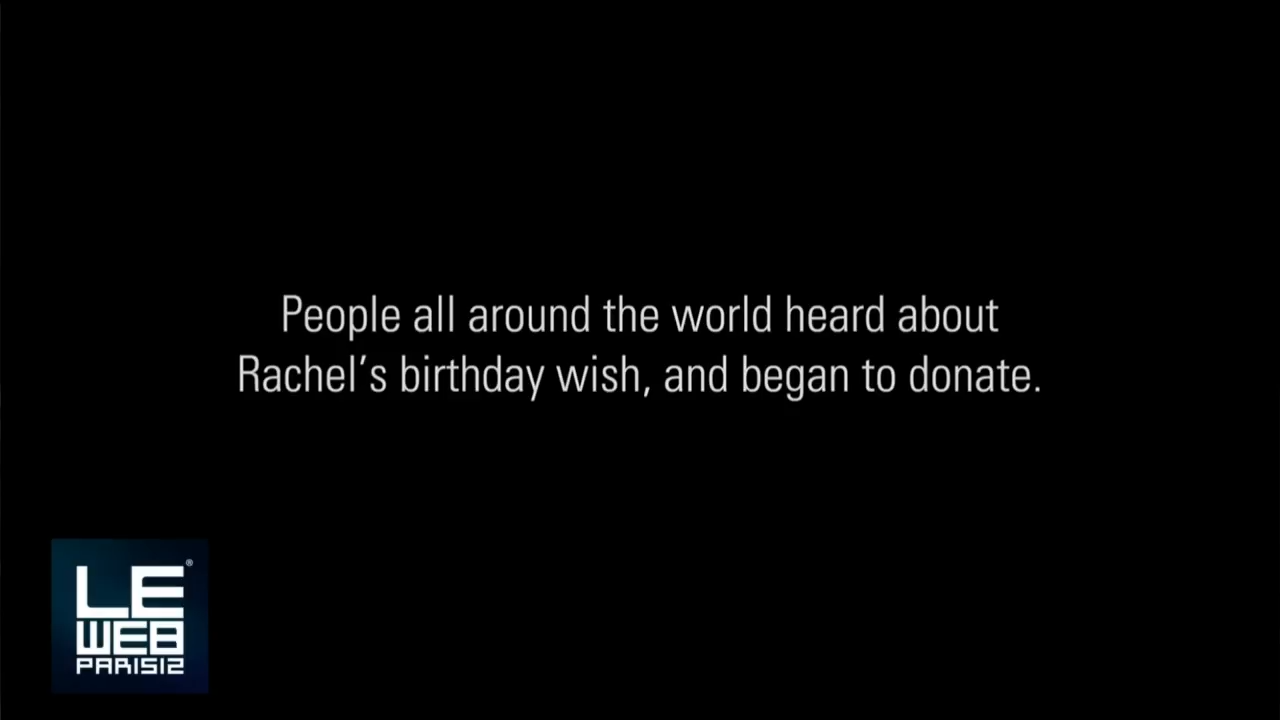 People all around the world heard about
Rachel’s birthday wish, and began to donate.
LE®
WEB
PARIS12